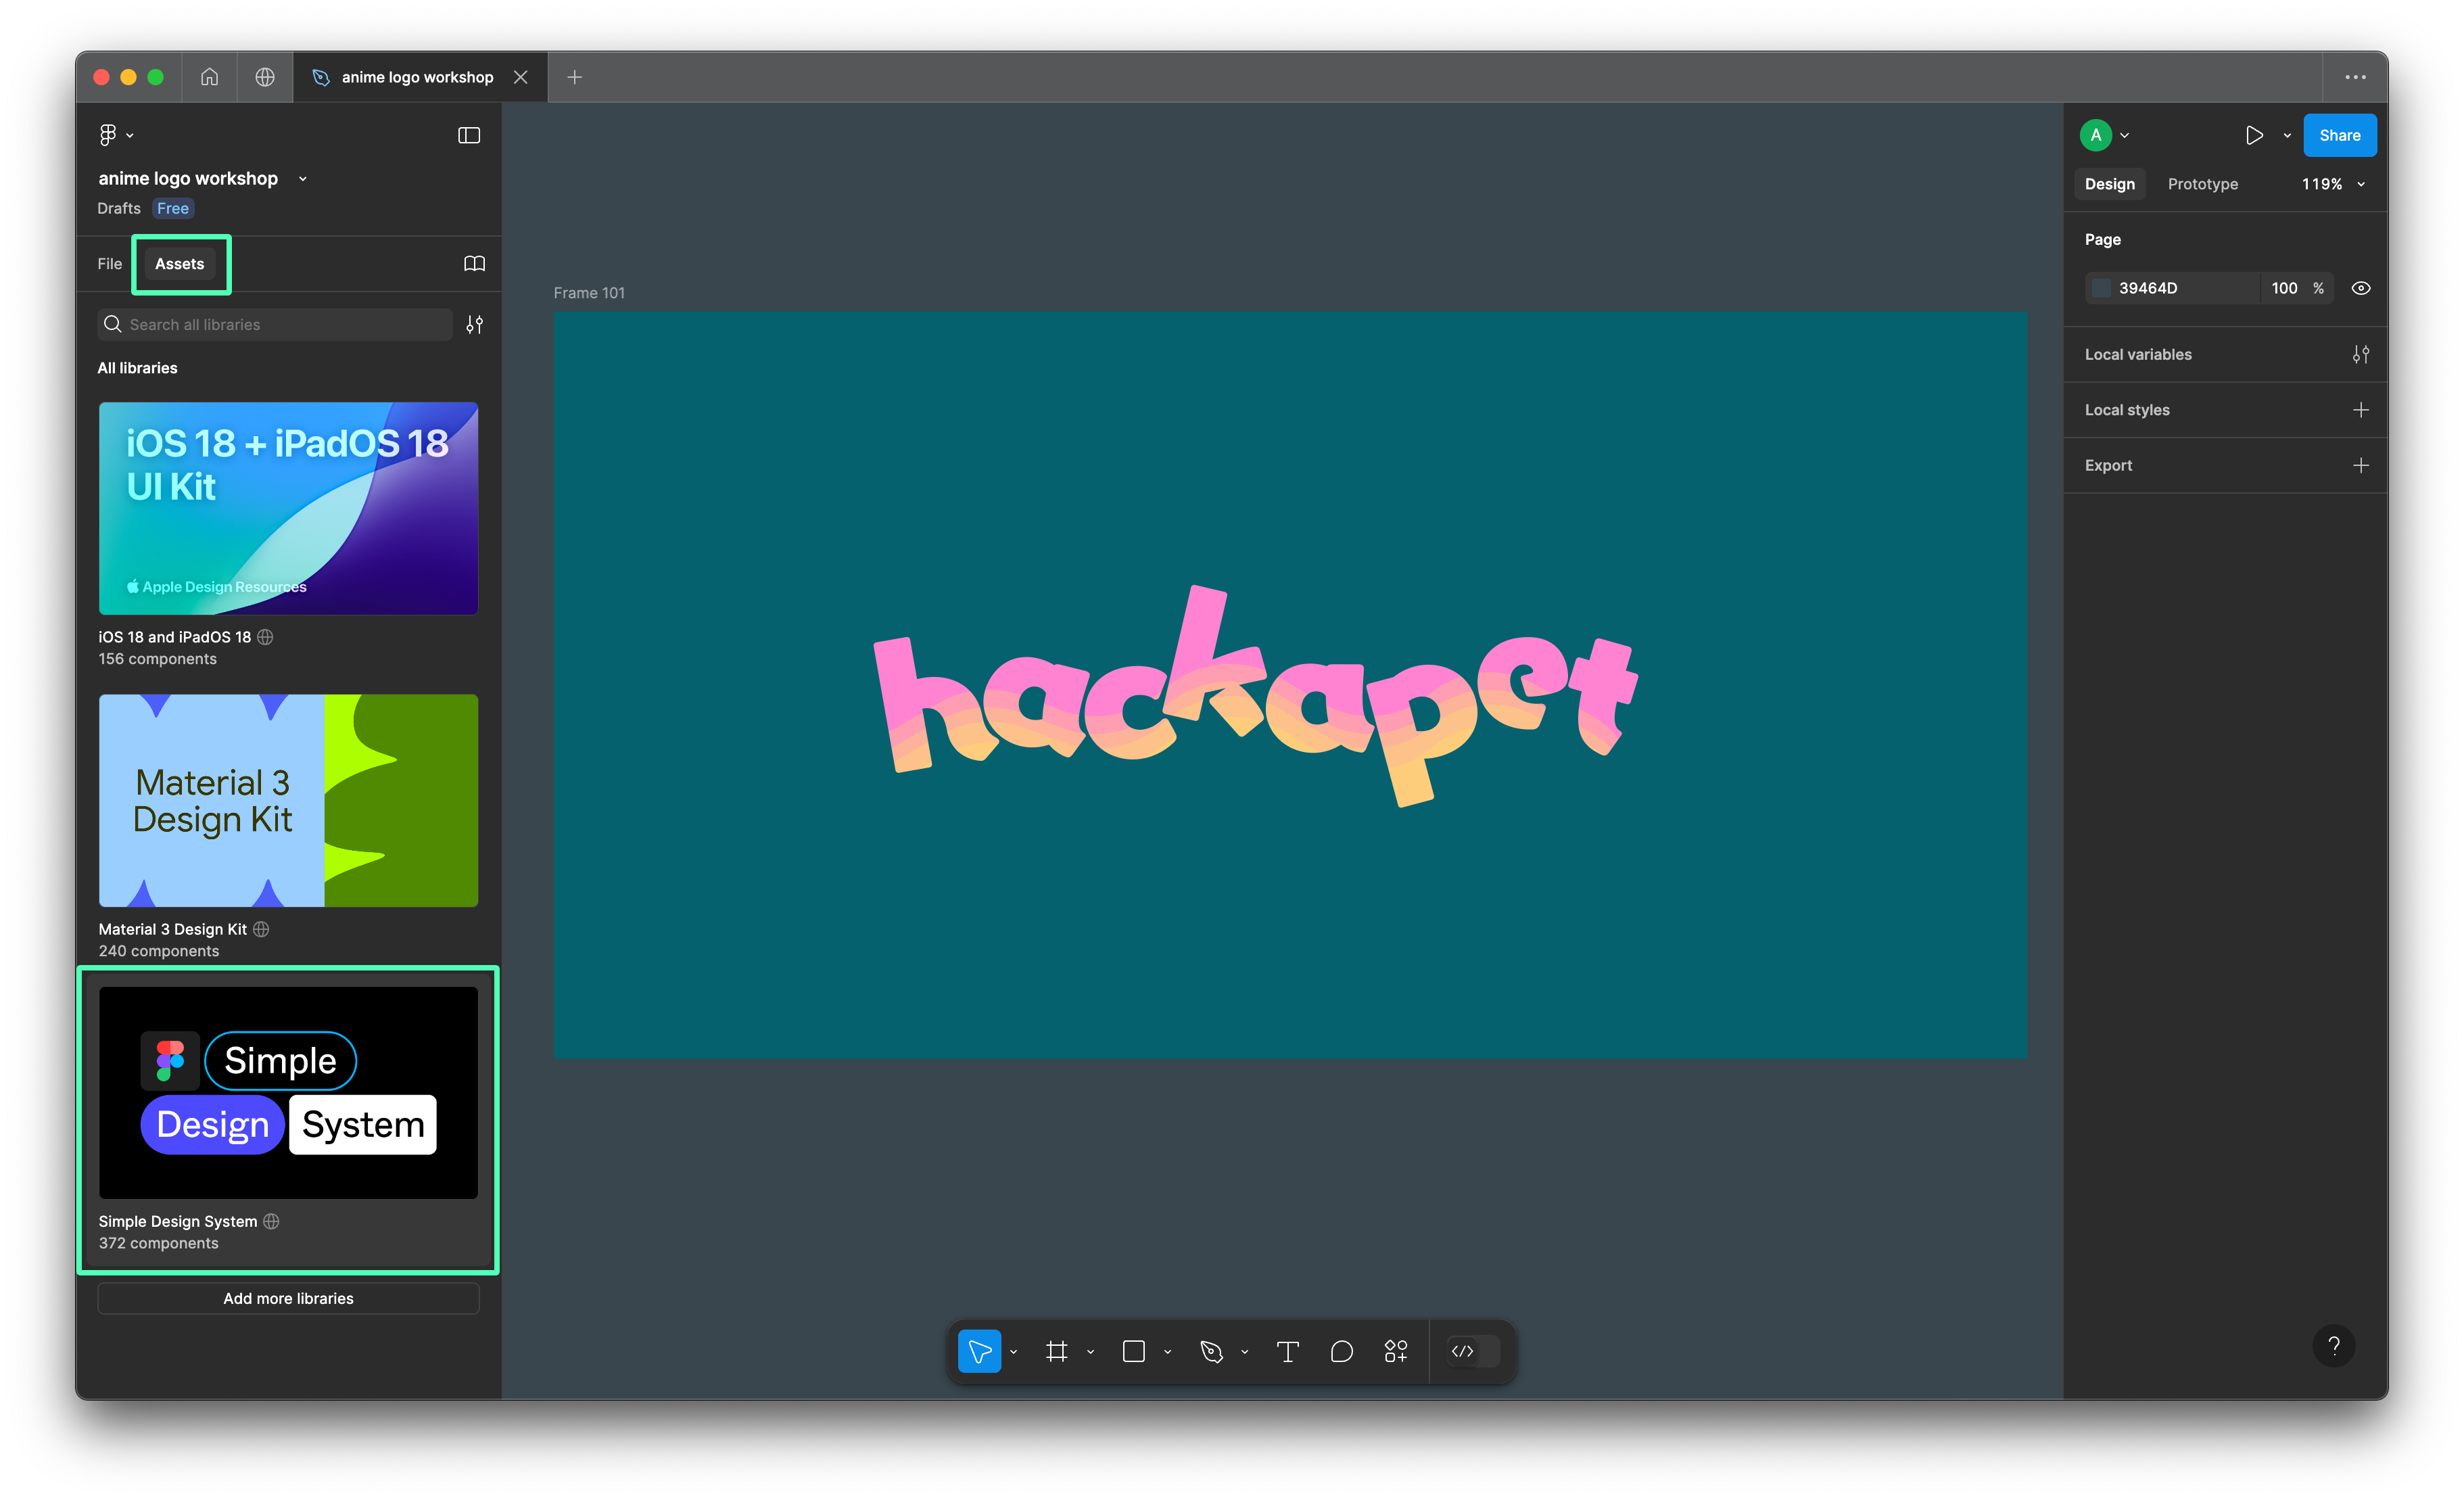 anime logo workshop
anime logo workshop
Drafts Free
File Assets
Search all libraries
All libraries
iOS 18 + iPadOS 18
UI Kit
Apple Design Resources
iOS 18 and iPadOS 18
156 components
Material 3
Design Kit
Material 3 Design Kit
240 components
Simple
Design System
Simple Design System
372 components
Add more libraries
Frame 101
hackapet
A
Share
Design Prototype 119%
Page
39464D 100 %
Local variables
Local styles
Export
?